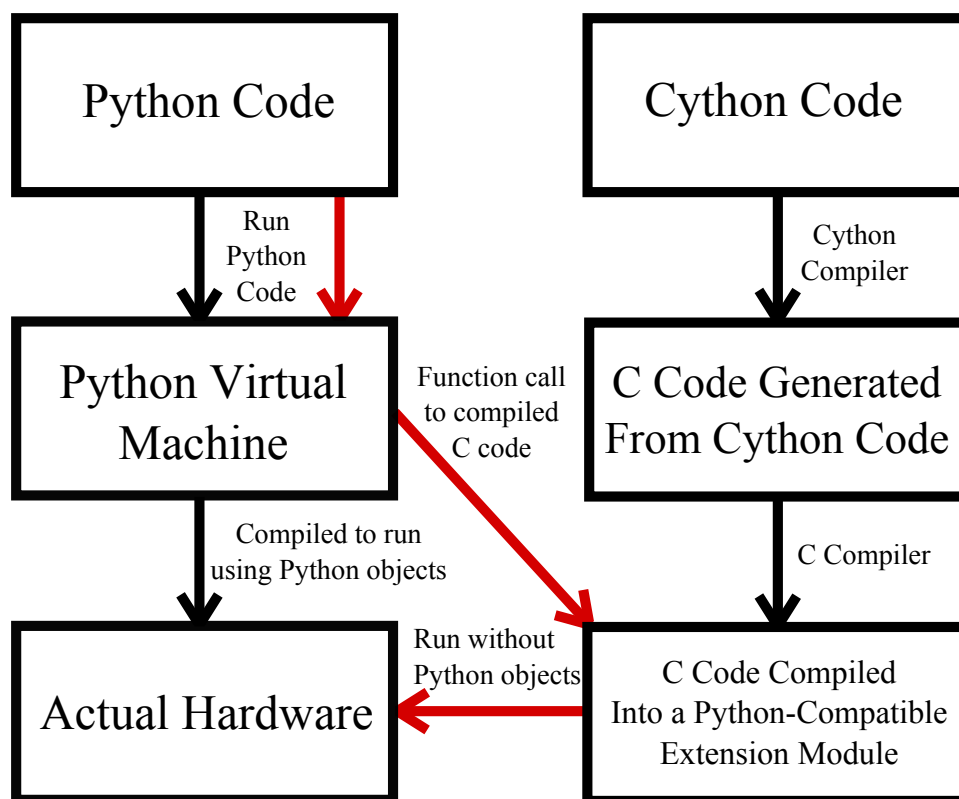 Python Code
Cython Code
Run
Python
Code
Cython
Compiler
Python Virtual
Machine
Function call
to compiled
C code
C Code Generated
From Cython Code
Compiled to run
using Python objects
C Compiler
Actual Hardware
Run without
Python objects
C Code Compiled
Into a Python-Compatible
Extension Module